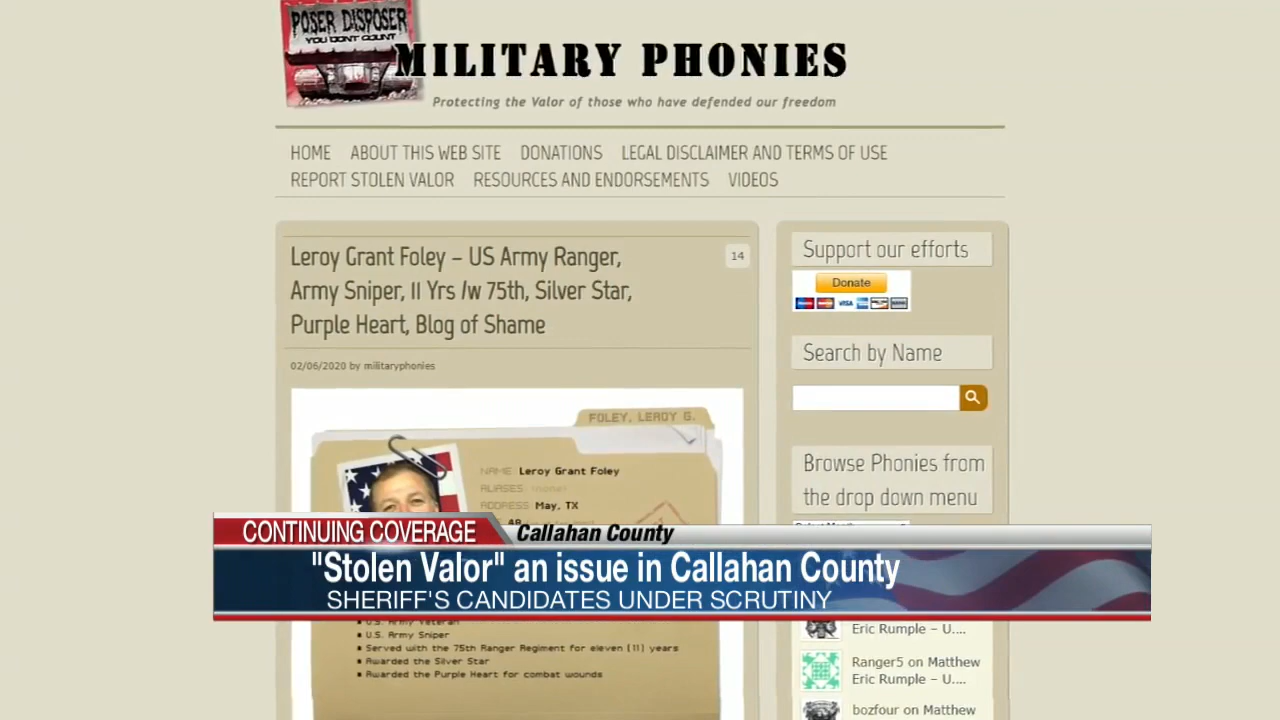 POSER DISPOSER
YOU DON'T COUNT
MILITARY PHONIES
Protecting the Valor of those who have defended our freedom
HOME ABOUT THIS WEB SITE DONATIONS LEGAL DISCLAIMER AND TERMS OF USE
REPORT STOLEN VALOR RESOURCES AND ENDORSEMENTS VIDEOS
Leroy Grant Foley – US Army Ranger,
Army Sniper, 11 Yrs /w 75th, Silver Star,
Purple Heart, Blog of Shame
14
02/06/2020 by militaryphonies
FOLEY, LEROY G.
NAME: Leroy Grant Foley
ALIASES: (none)
ADDRESS: May, TX
48
Support our efforts
Donate
VISA
Search by Name
Browse Phonies from
the drop down menu
CONTINUING COVERAGE
Callahan County
"Stolen Valor" an issue in Callahan County
SHERIFF'S CANDIDATES UNDER SCRUTINY
U.S. Army Veteran
U.S. Army Sniper
Served with the 75th Ranger Regiment for eleven (11) years
Awarded the Silver Star
Awarded the Purple Heart for combat wounds
Eric Rumple – U....
Ranger5 on Matthew
Eric Rumple – U....
bozfour on Matthew